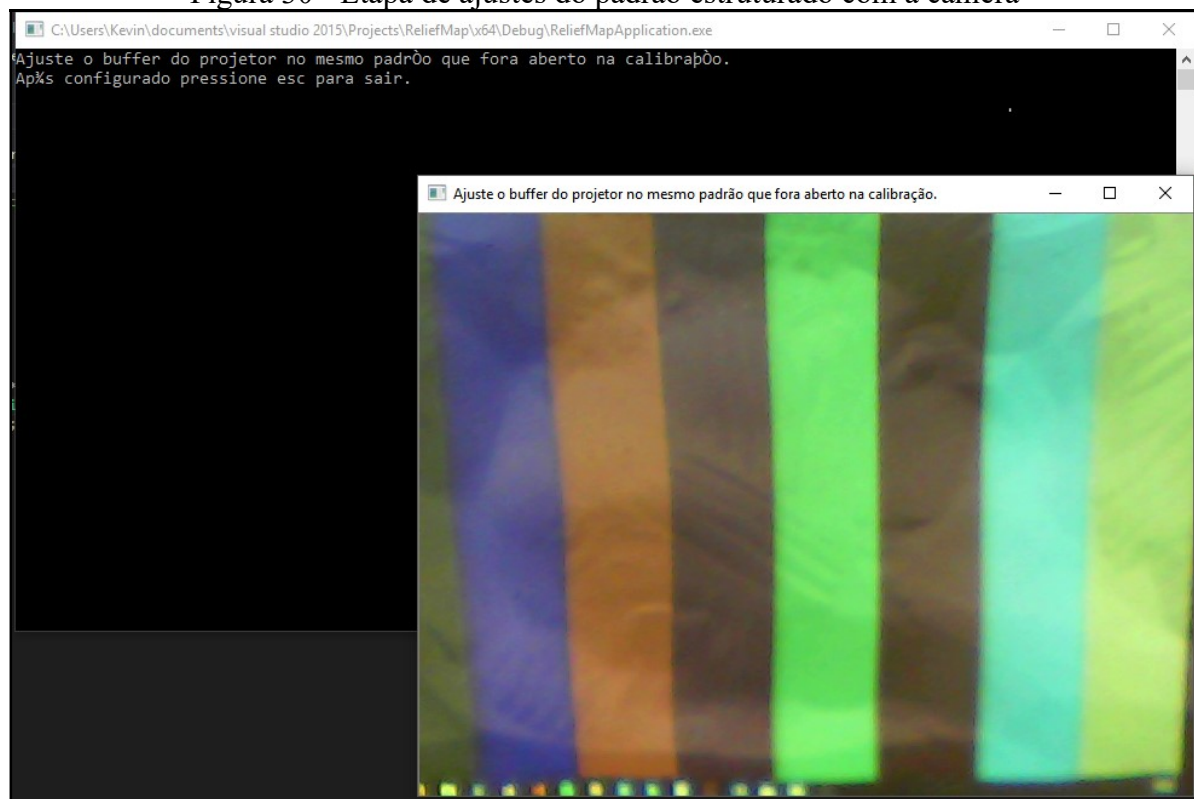 Figura 30 - Etapa de ajustes do padrão estruturado com a câmera
C:\Users\Kevin\documents\visual studio 2015\Projects\ReliefMap\x64\Debug\ReliefMapApplication.exe
Ajuste o buffer do projetor no mesmo padrÒo que fora aberto na calibraþÒo.
Ap¾s configurado pressione esc para sair.
Ajuste o buffer do projetor no mesmo padrão que fora aberto na calibração.